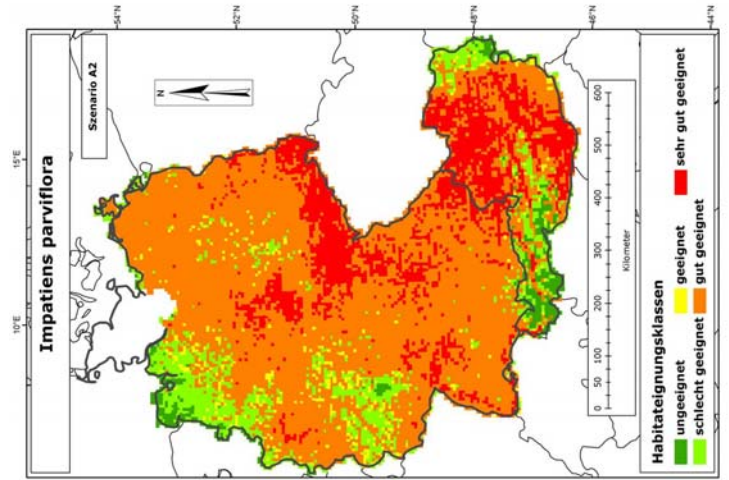 Impatiens parviflora
Szenario A2
N
10°E
15°E
54°N
52°N
50°N
48°N
46°N
44°N
0 50 100 200 300 400 500 600
Kilometer
Habitateignungsklassen
ungeeignet
geeignet
sehr gut geeignet
schlecht geeignet
gut geeignet